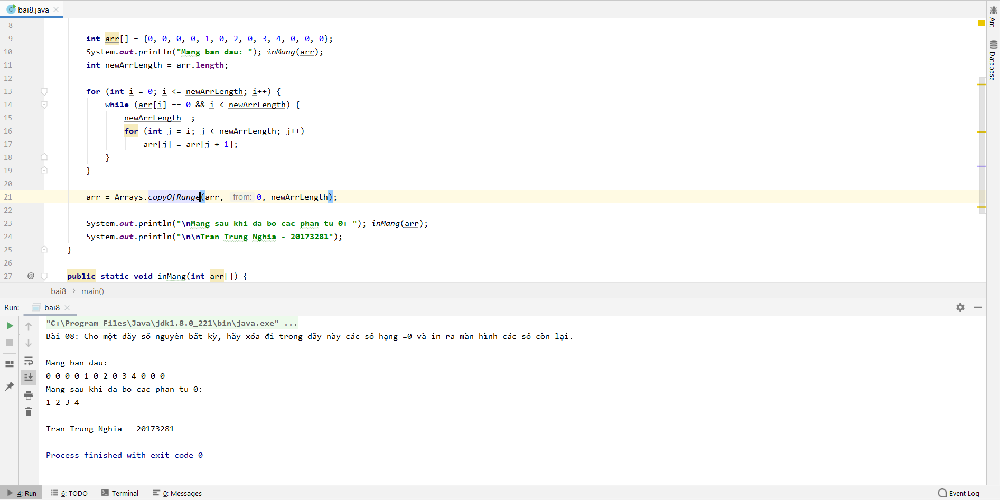 bai8.java
8
9 int arr[] = {0, 0, 0, 0, 1, 0, 2, 0, 3, 4, 0, 0, 0};
10 System.out.println("Mang ban dau: "); inMang(arr);
11 int newArrLength = arr.length;
12
13 for (int i = 0; i <= newArrLength; i++) {
14 while (arr[i] == 0 && i < newArrLength) {
15 newArrLength--;
16 for (int j = i; j < newArrLength; j++)
17 arr[j] = arr[j + 1];
18 }
19 }
20
21 arr = Arrays.copyOfRange(arr, from: 0, newArrLength);
22
23 System.out.println("\nMang sau khi da bo cac phan tu 0: "); inMang(arr);
24 System.out.println("\n\nTran Trung Nghia - 20173281");
25 }
26
27 @ public static void inMang(int arr[]) {
bai8 › main()
Ant
Database
Run: bai8
"C:\Program Files\Java\jdk1.8.0_221\bin\java.exe" ...
Bài 08: Cho một dãy số nguyên bất kỳ, hãy xóa đi trong dãy này các số hạng =0 và in ra màn hình các số còn lại.
Mang ban dau:
0 0 0 0 1 0 2 0 3 4 0 0 0
Mang sau khi da bo cac phan tu 0:
1 2 3 4
Tran Trung Nghia - 20173281
Process finished with exit code 0
4: Run 6: TODO Terminal 0: Messages Event Log